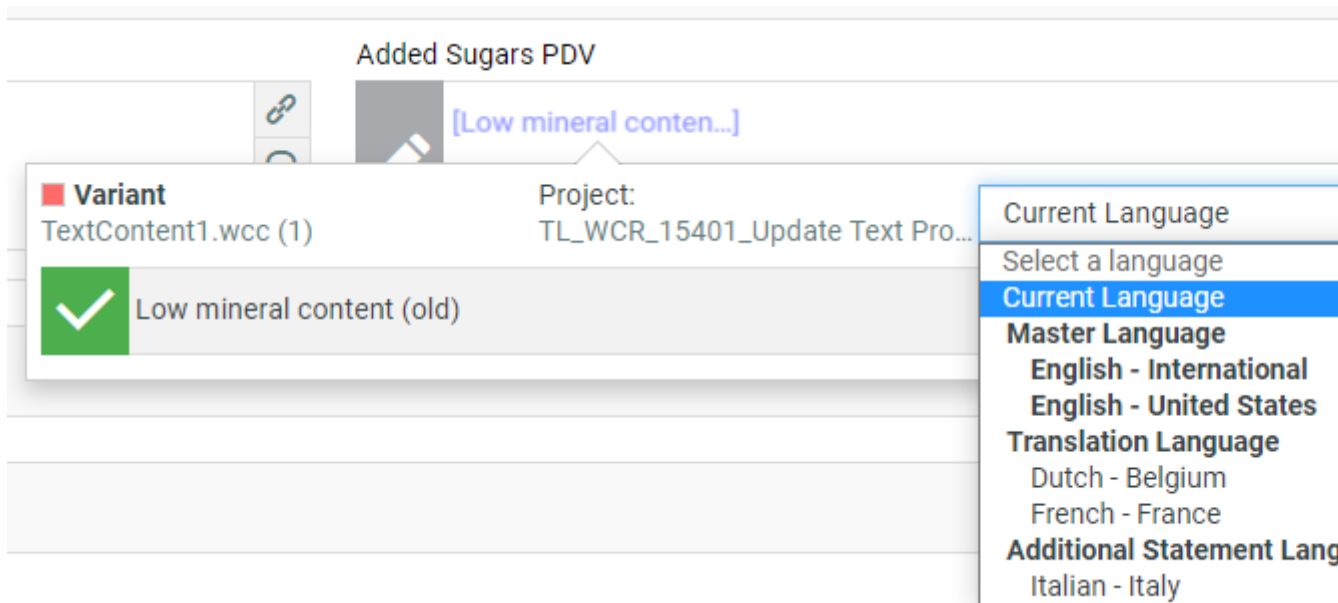 Added Sugars PDV
[Low mineral conten...]
Variant
TextContent1.wcc (1)
Project:
TL_WCR_15401_Update Text Pro...
Low mineral content (old)
Current Language
Select a language
Current Language
Master Language
English - International
English - United States
Translation Language
Dutch - Belgium
French - France
Additional Statement Lang
Italian - Italy